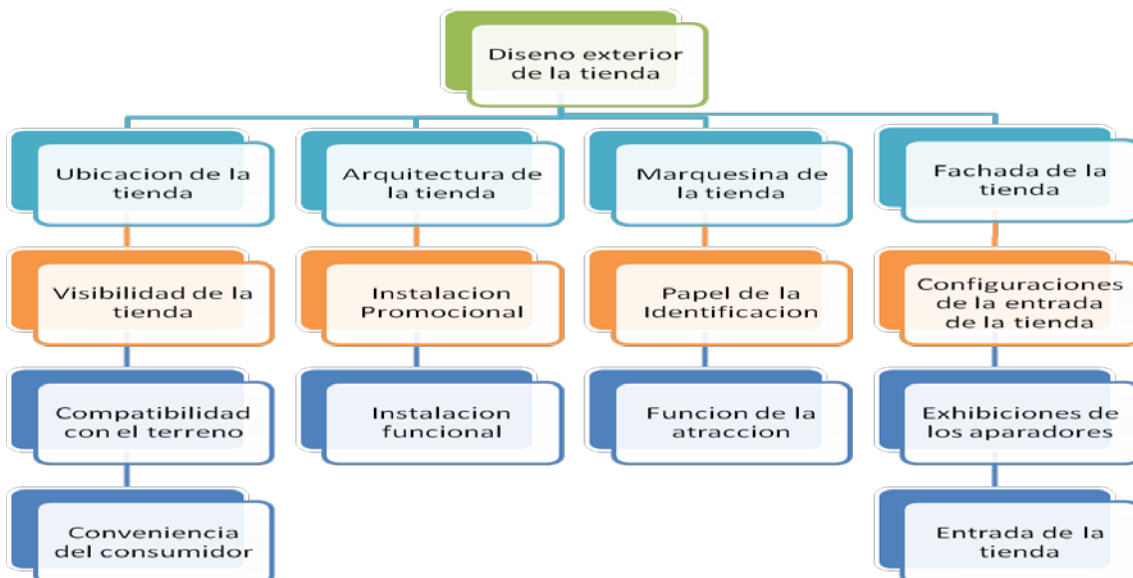 Diseno exterior
de la tienda
Ubicacion de la
tienda
Arquitectura de
la tienda
Marquesina de
la tienda
Fachada de la
tienda
Visibilidad de la
tienda
Instalacion
Promocional
Papel de la
Identificacion
Configuraciones
de la entrada
de la tienda
Compatibilidad
con el terreno
Instalacion
funcional
Funcion de la
atraccion
Exhibiciones de
los aparadores
Conveniencia
del consumidor
Entrada de la
tienda